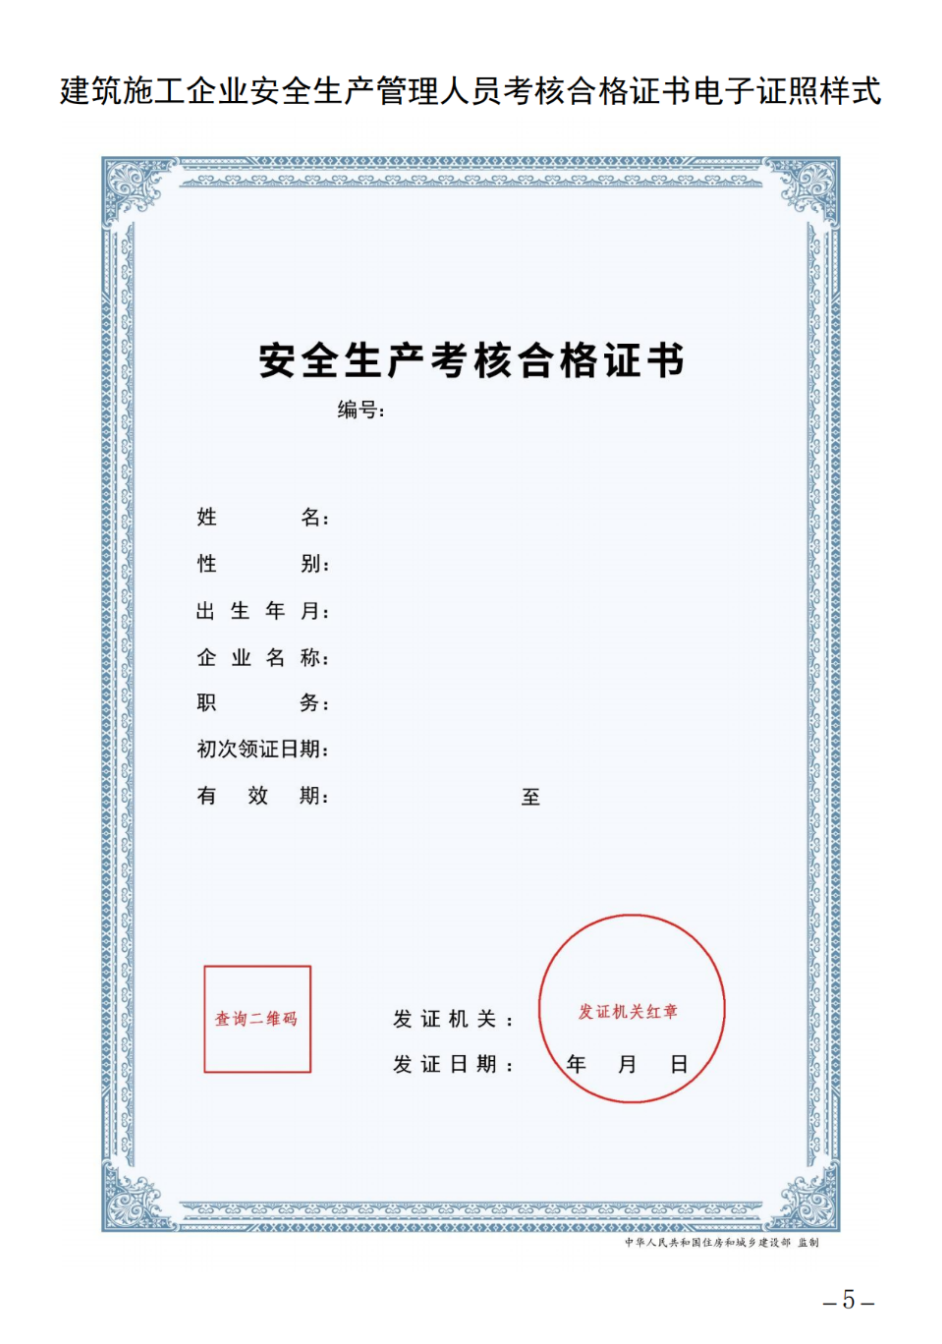 建筑施工企业安全生产管理人员考核合格证书电子证照样式
安全生产考核合格证书
编号：
姓 名：
性 别：
出 生 年 月：
企 业 名 称：
职 务：
初次领证日期：
有 效 期： 至
查询二维码
发 证 机 关 ：
发证机关红章
发 证 日 期 ： 年 月 日
中华人民共和国住房和城乡建设部 监制
– 5 –